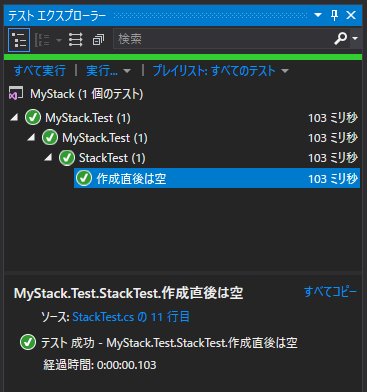 テスト エクスプローラー
検索
すべて実行 | 実行... | プレイリスト: すべてのテスト
MyStack (1 個のテスト)
MyStack.Test (1) 103 ミリ秒
MyStack.Test (1) 103 ミリ秒
StackTest (1) 103 ミリ秒
作成直後は空 103 ミリ秒
MyStack.Test.StackTest.作成直後は空 すべてコピー
ソース: StackTest.cs の 11 行目
テスト 成功 - MyStack.Test.StackTest.作成直後は空
経過時間: 0:00:00.103